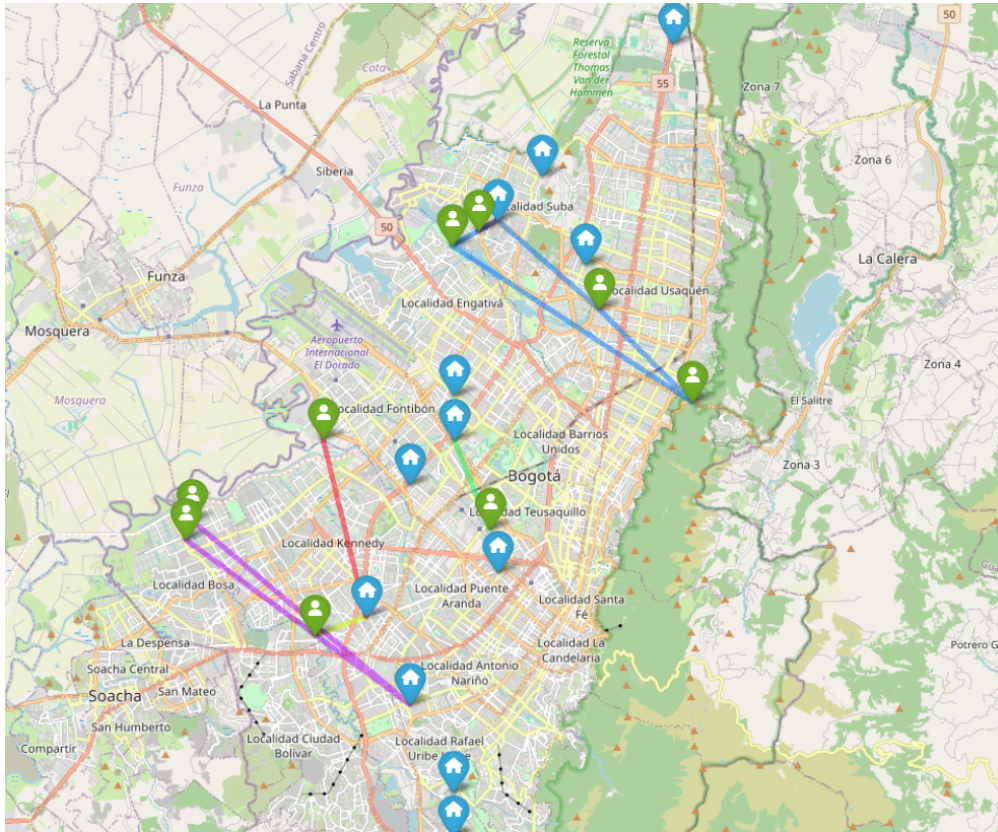 50
Reserva
Forestal
Thomas
Van der
Hammen
Sabana Centro
Cota
Zona 7
55
La Punta
Siberia
Zona 6
Funza
calidad Suba
50
La Calera
Funza
ocalidad Usaquén
Localidad Engativá
Mosquera
Aeropuerto
Internacional
El Dorado
Zona 4
Mosquera
El Salitre
ocalidad Fontibón
Localidad Barrios
Unidos
Zona 3
Bogotá
Localidad Teusaquillo
Localidad Kennedy
Localidad Bosa
Localidad Puente
Aranda
Localidad Santa
Fé
La Despensa
Localidad La
Candelaria
Potrero G
Soacha Central
Localidad Antonio
Nariño
Soacha
San Mateo
San Humberto
Localidad Ciudad
Bolívar
Localidad Rafael
Uribe
Compartir